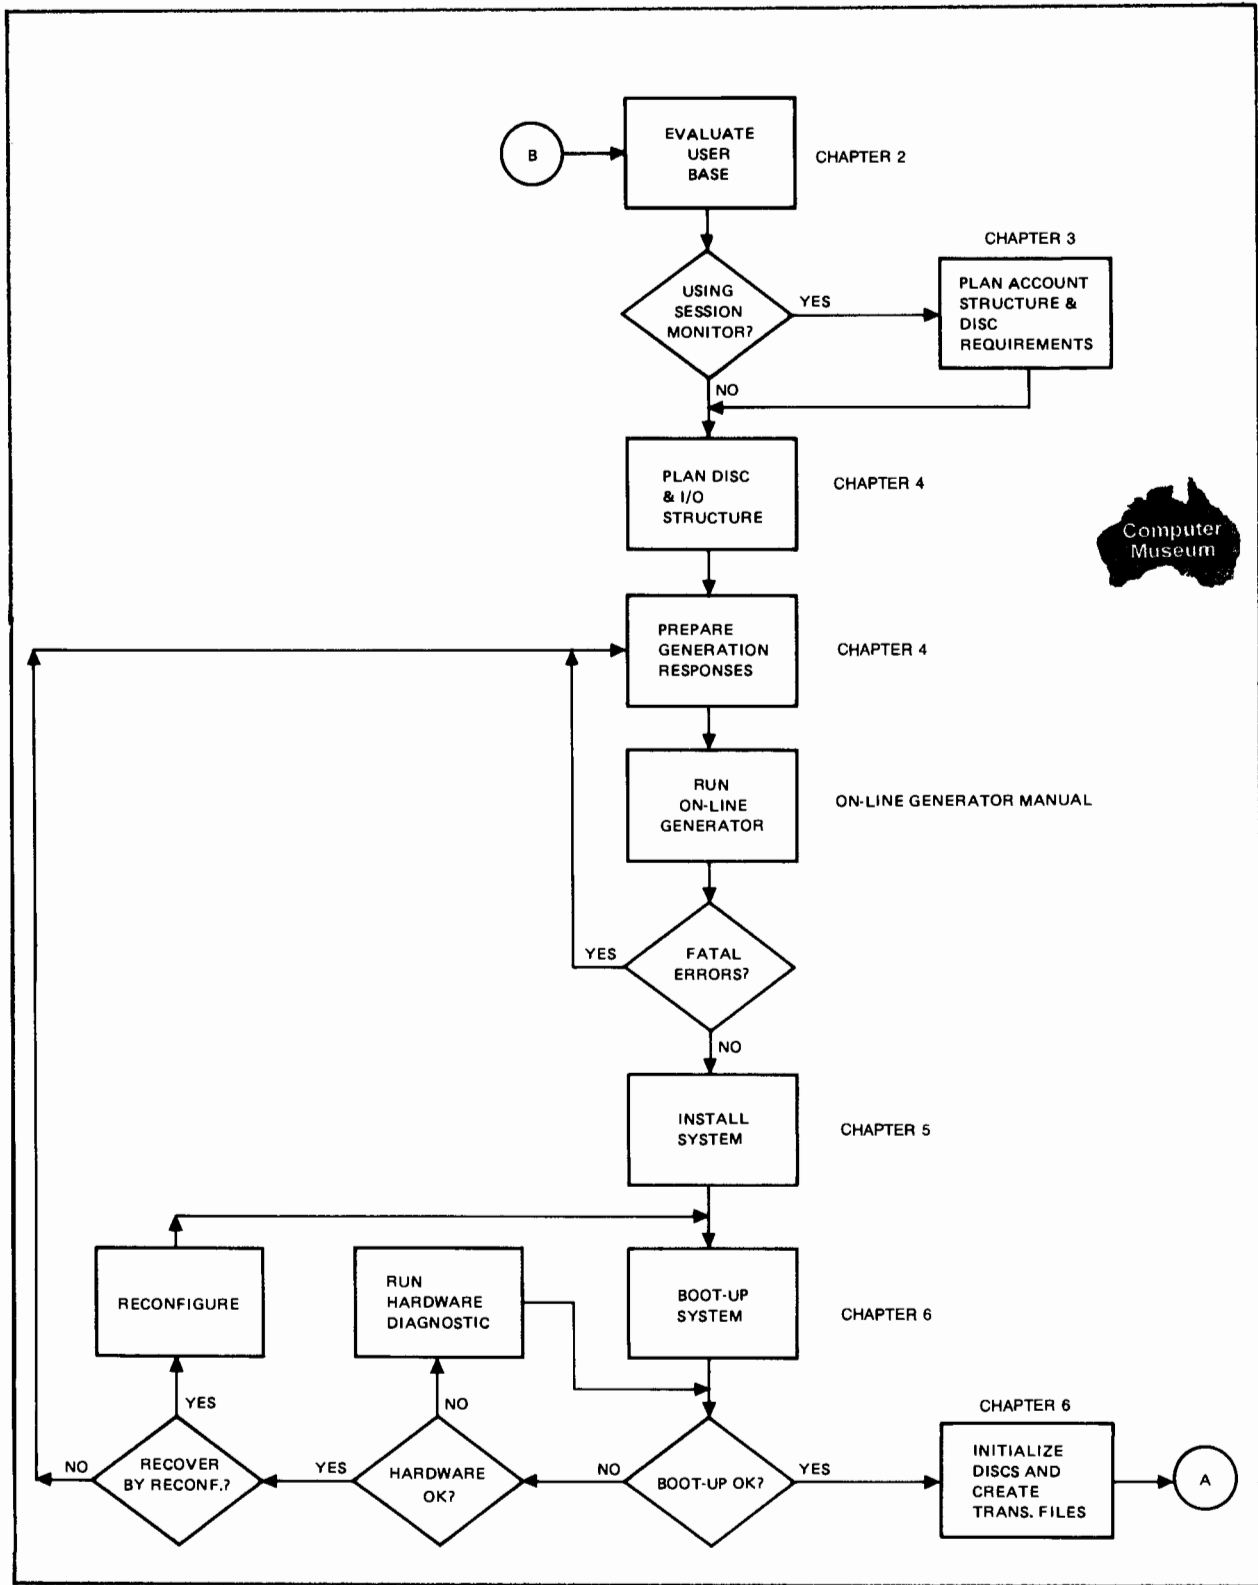 B
EVALUATE
USER
BASE
CHAPTER 2
CHAPTER 3
USING
SESSION
MONITOR?
YES
PLAN ACCOUNT
STRUCTURE &
DISC
REQUIREMENTS
NO
PLAN DISC
& I/O
STRUCTURE
CHAPTER 4
Computer
Museum
PREPARE
GENERATION
RESPONSES
CHAPTER 4
RUN
ON-LINE
GENERATOR
ON-LINE GENERATOR MANUAL
YES
FATAL
ERRORS?
NO
INSTALL
SYSTEM
CHAPTER 5
RECONFIGURE
RUN
HARDWARE
DIAGNOSTIC
BOOT-UP
SYSTEM
CHAPTER 6
YES
NO
CHAPTER 6
NO
RECOVER
BY RECONF.?
YES
HARDWARE
OK?
NO
BOOT-UP OK?
YES
INITIALIZE
DISCS AND
CREATE
TRANS. FILES
A